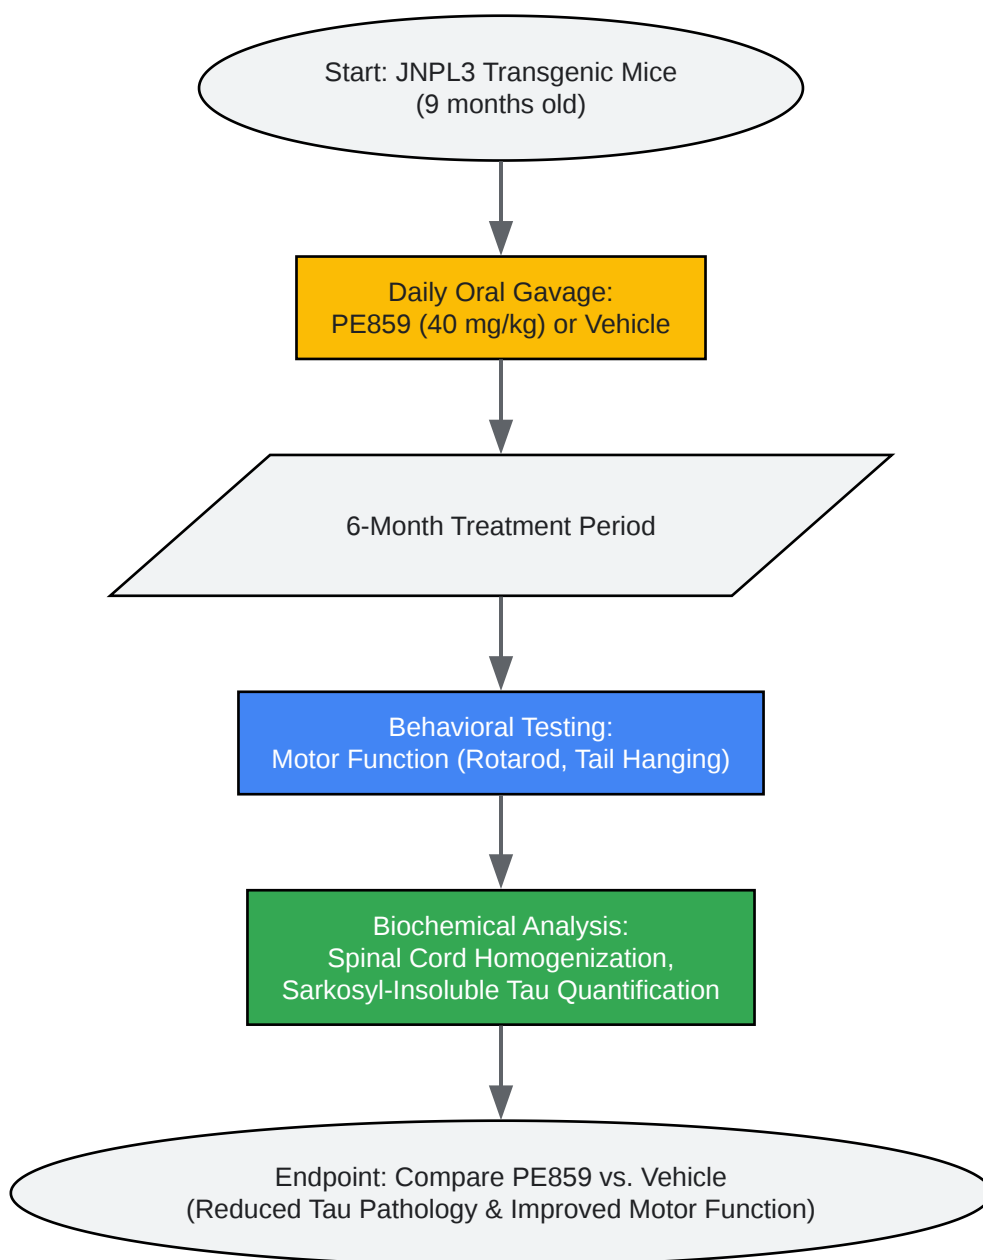 Start: JNPL3 Transgenic Mice
(9 months old)
Daily Oral Gavage:
PE859 (40 mg/kg) or Vehicle
6-Month Treatment Period
Behavioral Testing:
Motor Function (Rotarod, Tail Hanging)
Biochemical Analysis:
Spinal Cord Homogenization,
Sarkosyl-Insoluble Tau Quantification
Endpoint: Compare PE859 vs. Vehicle
(Reduced Tau Pathology & Improved Motor Function)